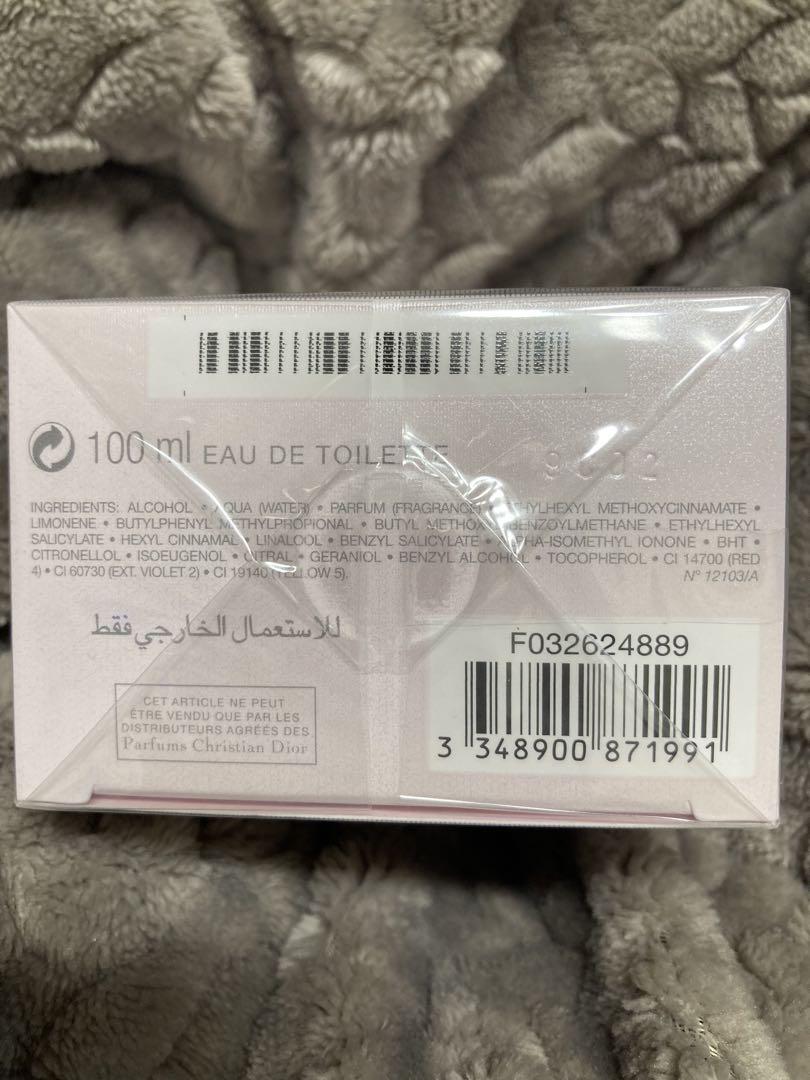 100 ml EAU DE TOILETTE
INGREDIENTS: ALCOHOL • AQUA (WATER) • PARFUM (FRAGRANCE) • ETHYLHEXYL METHOXYCINNAMATE •
LIMONENE • BUTYLPHENYL METHYLPROPIONAL • BUTYL METHOXYDIBENZOYLMETHANE • ETHYLHEXYL
SALICYLATE • HEXYL CINNAMAL • LINALOOL • BENZYL SALICYLATE • ALPHA-ISOMETHYL IONONE • BHT •
CITRONELLOL • ISOEUGENOL • CITRAL • GERANIOL • BENZYL ALCOHOL • TOCOPHEROL • CI 14700 (RED
4) • CI 60730 (EXT. VIOLET 2) • CI 19140 (YELLOW 5).
N° 12103/A
للاستعمال الخارجي فقط
F032624889
3 348900 871991
CET ARTICLE NE PEUT
ÊTRE VENDU QUE PAR LES
DISTRIBUTEURS AGRÉÉS DES
Parfums Christian Dior